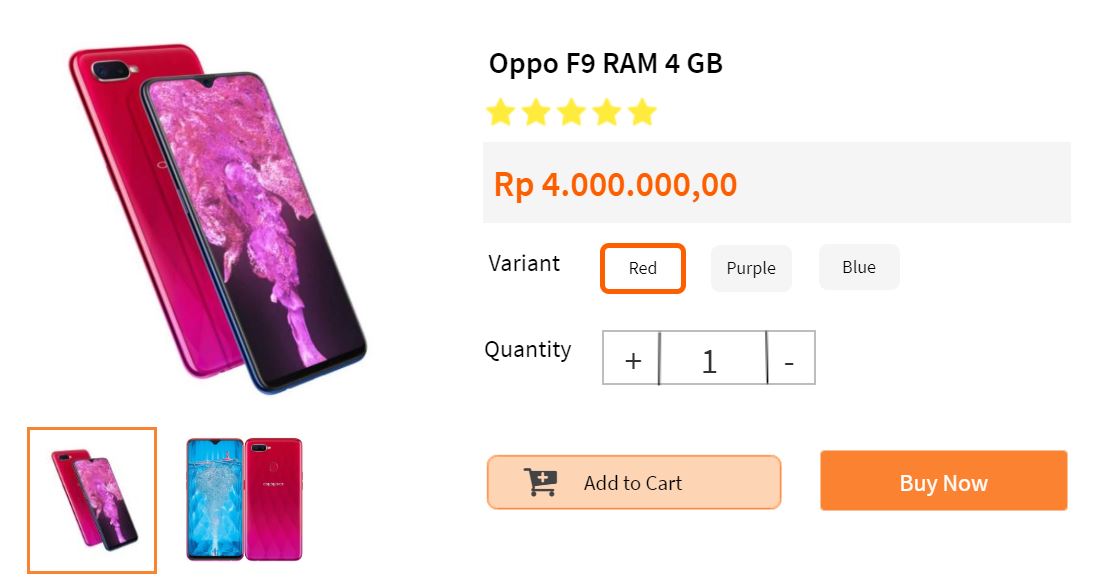 Oppo F9 RAM 4 GB
Rp 4.000.000,00
Variant
Red
Purple
Blue
Quantity
+
1
-
Add to Cart
Buy Now